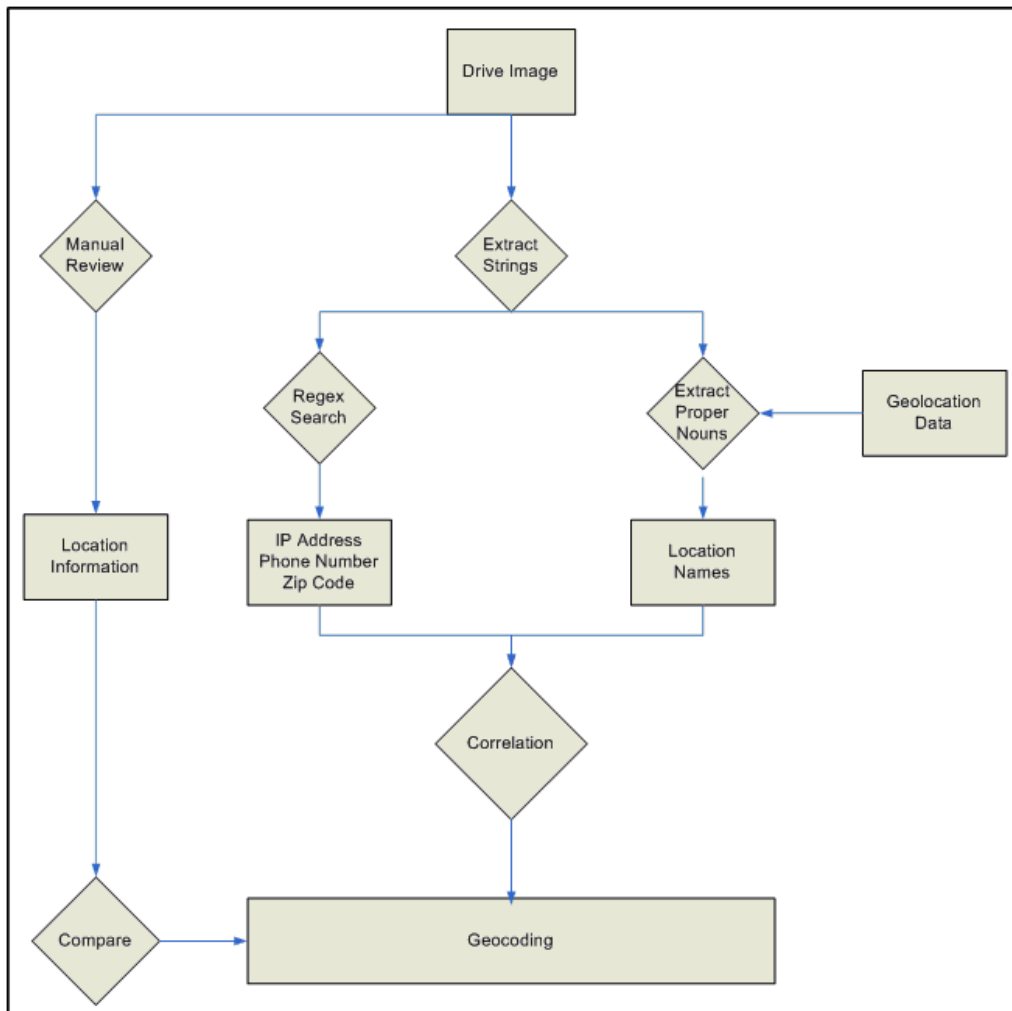 Drive Image
Manual
Review
Extract
Strings
Regex
Search
Extract
Proper
Nouns
Geolocation
Data
Location
Information
IP Address
Phone Number
Zip Code
Location
Names
Correlation
Compare
Geocoding